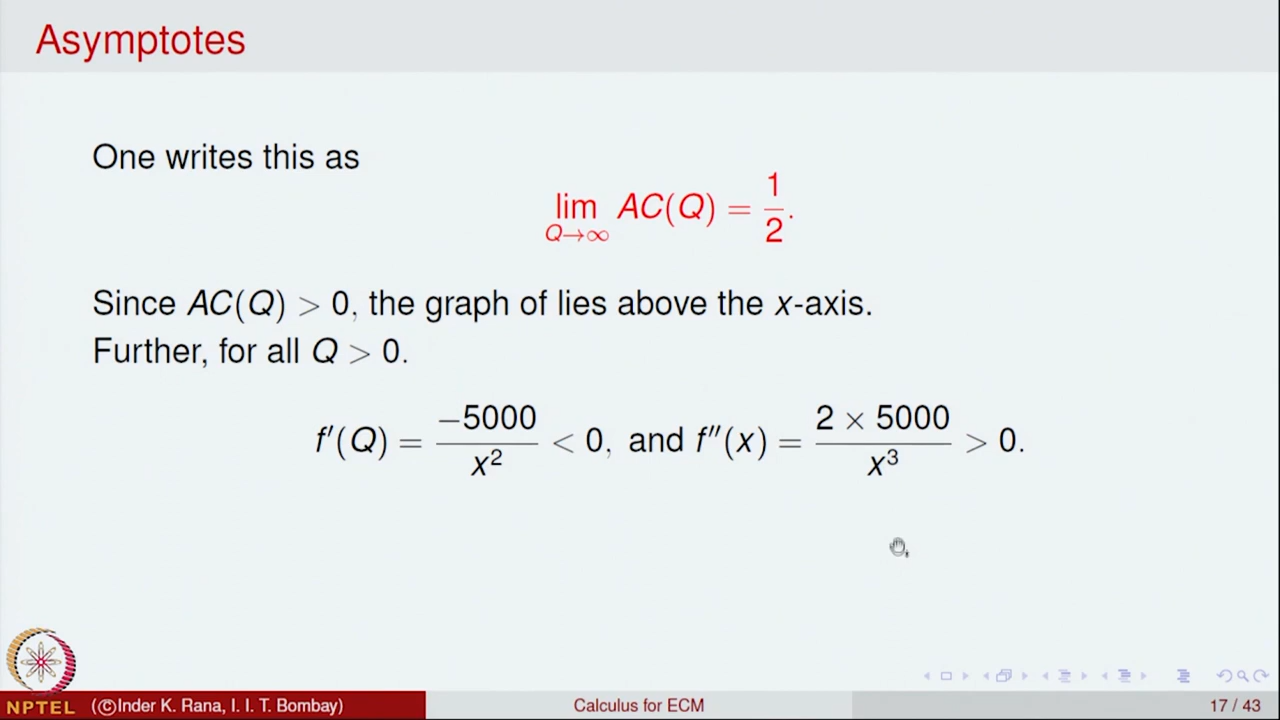 Asymptotes
One writes this as
lim Q→∞ AC(Q) = 1/2.
Since AC(Q) > 0, the graph of lies above the x-axis.
Further, for all Q > 0.
f′(Q) = −5000/x² < 0, and f″(x) = 2 × 5000/x³ > 0.
NPTEL (©Inder K. Rana, I. I. T. Bombay) Calculus for ECM 17 / 43